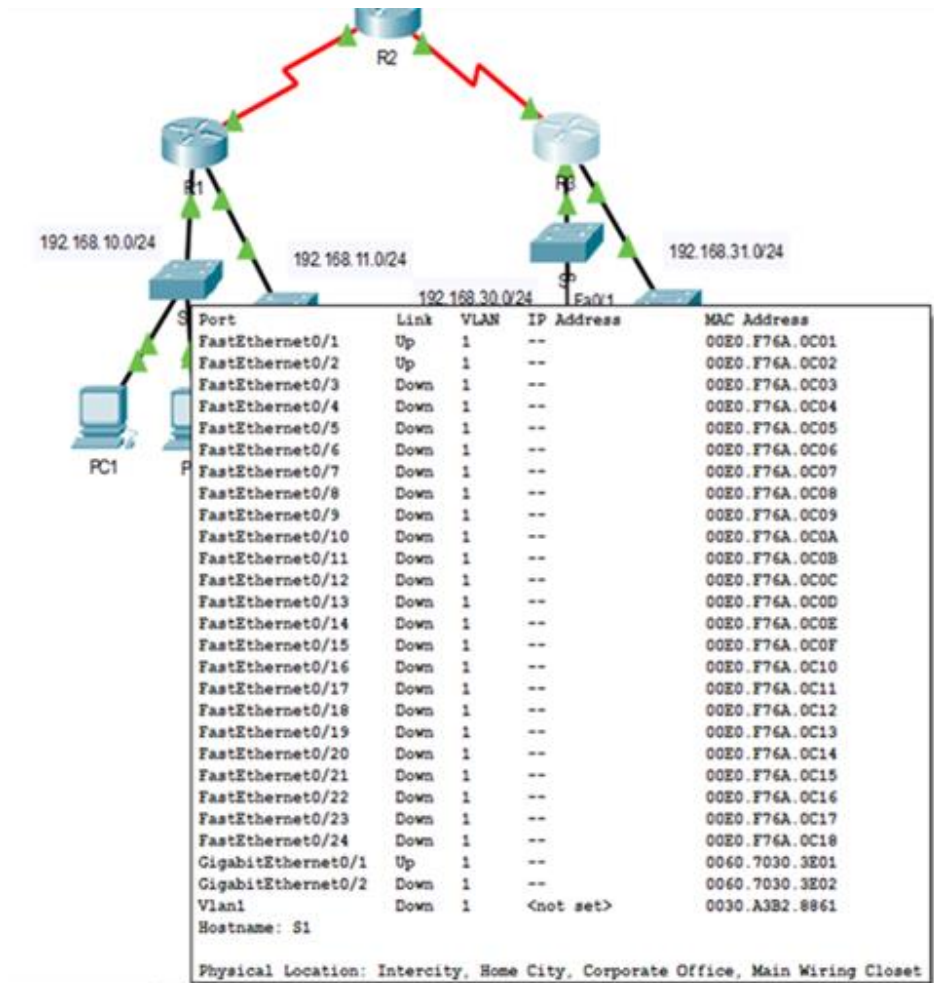 R2
R1
R3
192.168.10.0/24
192.168.11.0/24
192.168.31.0/24
192.168.30.0/24
Fa0/1
PC1
P
Port Link VLAN IP Address MAC Address
FastEthernet0/1 Up 1 -- 00E0.F76A.0C01
FastEthernet0/2 Up 1 -- 00E0.F76A.0C02
FastEthernet0/3 Down 1 -- 00E0.F76A.0C03
FastEthernet0/4 Down 1 -- 00E0.F76A.0C04
FastEthernet0/5 Down 1 -- 00E0.F76A.0C05
FastEthernet0/6 Down 1 -- 00E0.F76A.0C06
FastEthernet0/7 Down 1 -- 00E0.F76A.0C07
FastEthernet0/8 Down 1 -- 00E0.F76A.0C08
FastEthernet0/9 Down 1 -- 00E0.F76A.0C09
FastEthernet0/10 Down 1 -- 00E0.F76A.0C0A
FastEthernet0/11 Down 1 -- 00E0.F76A.0C0B
FastEthernet0/12 Down 1 -- 00E0.F76A.0C0C
FastEthernet0/13 Down 1 -- 00E0.F76A.0C0D
FastEthernet0/14 Down 1 -- 00E0.F76A.0C0E
FastEthernet0/15 Down 1 -- 00E0.F76A.0C0F
FastEthernet0/16 Down 1 -- 00E0.F76A.0C10
FastEthernet0/17 Down 1 -- 00E0.F76A.0C11
FastEthernet0/18 Down 1 -- 00E0.F76A.0C12
FastEthernet0/19 Down 1 -- 00E0.F76A.0C13
FastEthernet0/20 Down 1 -- 00E0.F76A.0C14
FastEthernet0/21 Down 1 -- 00E0.F76A.0C15
FastEthernet0/22 Down 1 -- 00E0.F76A.0C16
FastEthernet0/23 Down 1 -- 00E0.F76A.0C17
FastEthernet0/24 Down 1 -- 00E0.F76A.0C18
GigabitEthernet0/1 Up 1 -- 0060.7030.3E01
GigabitEthernet0/2 Down 1 -- 0060.7030.3E02
Vlan1 Down 1 <not set> 0030.A3B2.8861
Hostname: S1
Physical Location: Intercity, Home City, Corporate Office, Main Wiring Closet